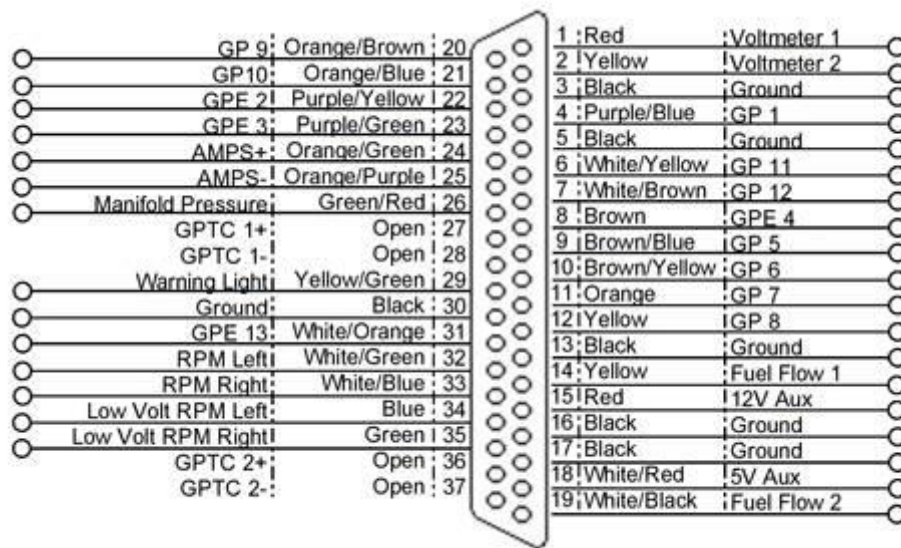 GP 9 Orange/Brown 20
GP10 Orange/Blue 21
GPE 2 Purple/Yellow 22
GPE 3 Purple/Green 23
AMPS+ Orange/Green 24
AMPS- Orange/Purple 25
Manifold Pressure Green/Red 26
GPTC 1+ Open 27
GPTC 1- Open 28
Warning Light Yellow/Green 29
Ground Black 30
GPE 13 White/Orange 31
RPM Left White/Green 32
RPM Right White/Blue 33
Low Volt RPM Left Blue 34
Low Volt RPM Right Green 35
GPTC 2+ Open 36
GPTC 2- Open 37
1 Red Voltmeter 1
2 Yellow Voltmeter 2
3 Black Ground
4 Purple/Blue GP 1
5 Black Ground
6 White/Yellow GP 11
7 White/Brown GP 12
8 Brown GPE 4
9 Brown/Blue GP 5
10 Brown/Yellow GP 6
11 Orange GP 7
12 Yellow GP 8
13 Black Ground
14 Yellow Fuel Flow 1
15 Red 12V Aux
16 Black Ground
17 Black Ground
18 White/Red 5V Aux
19 White/Black Fuel Flow 2